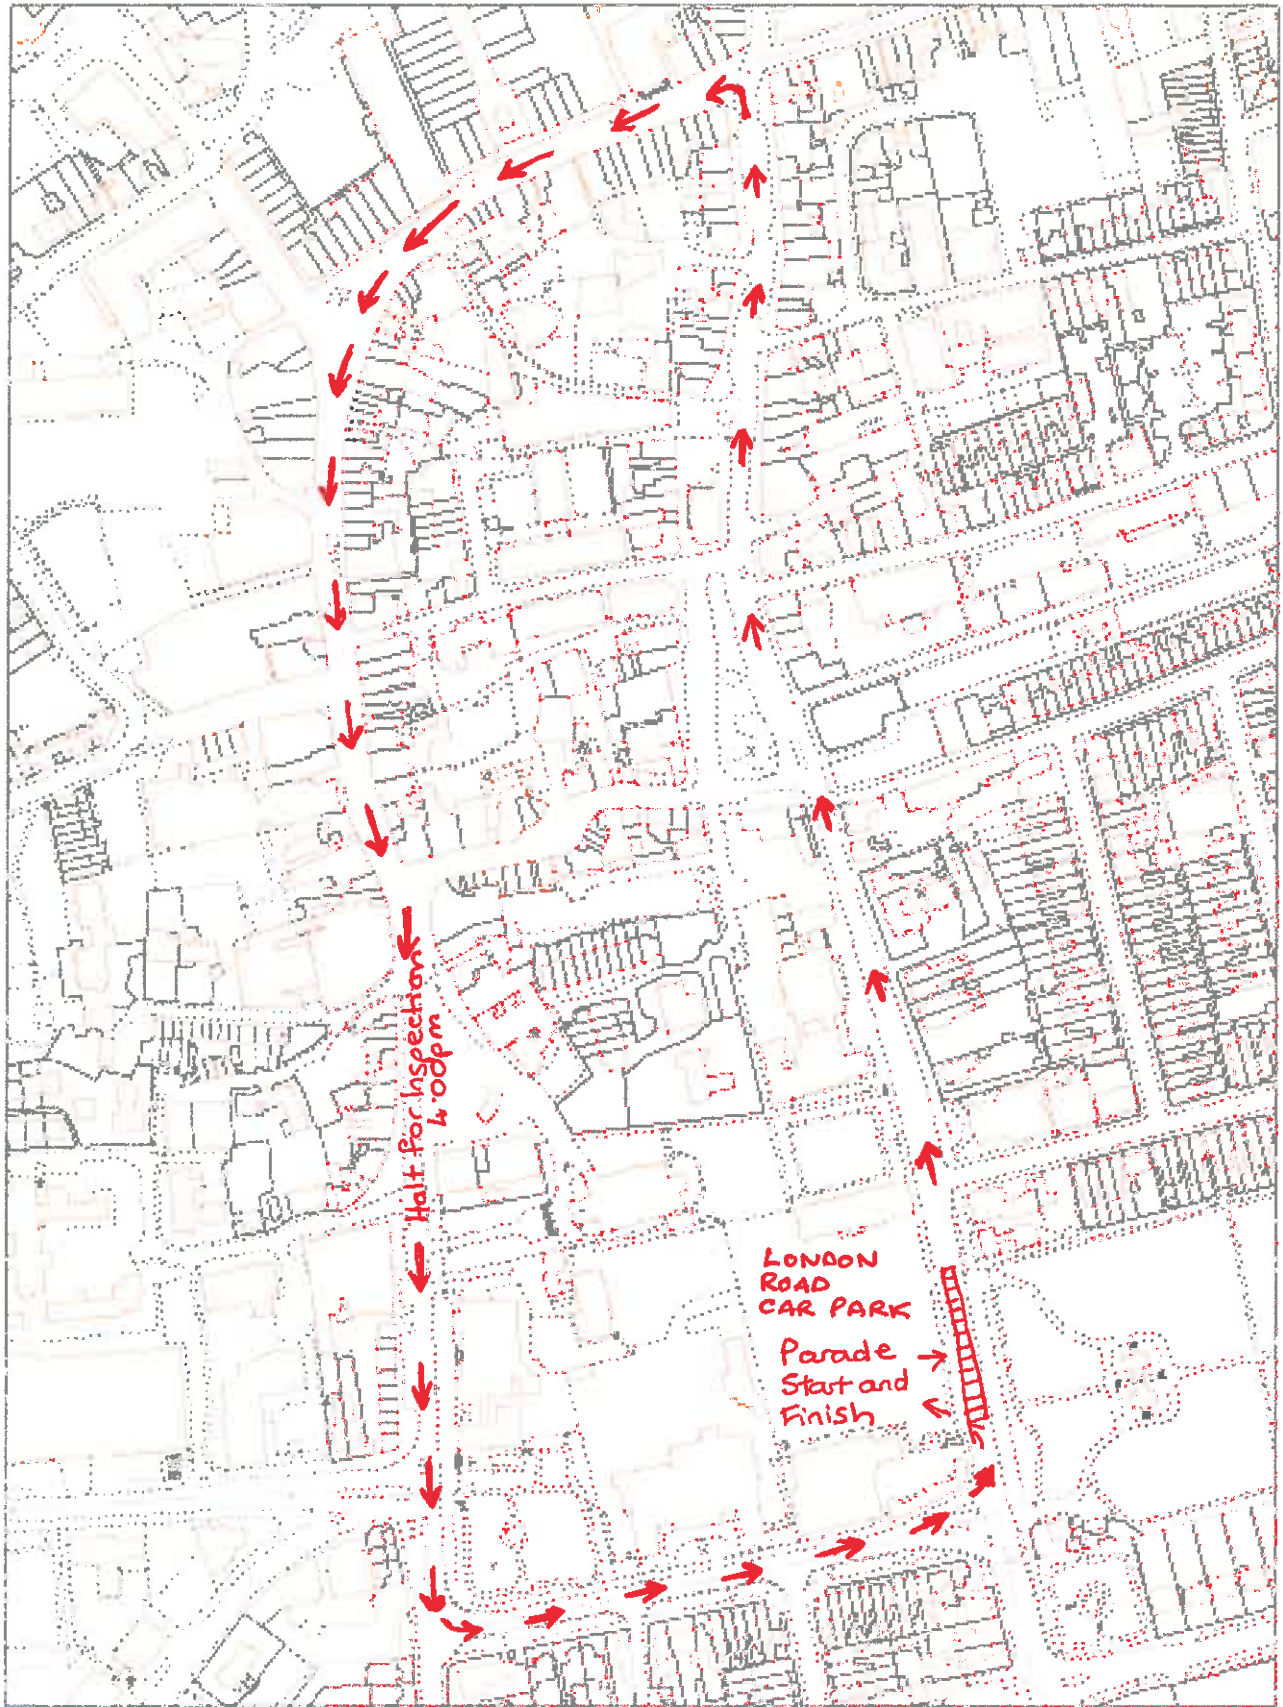 Halt for Inspection
4.00pm
LONDON
ROAD
CAR PARK
Parade
Start and
Finish